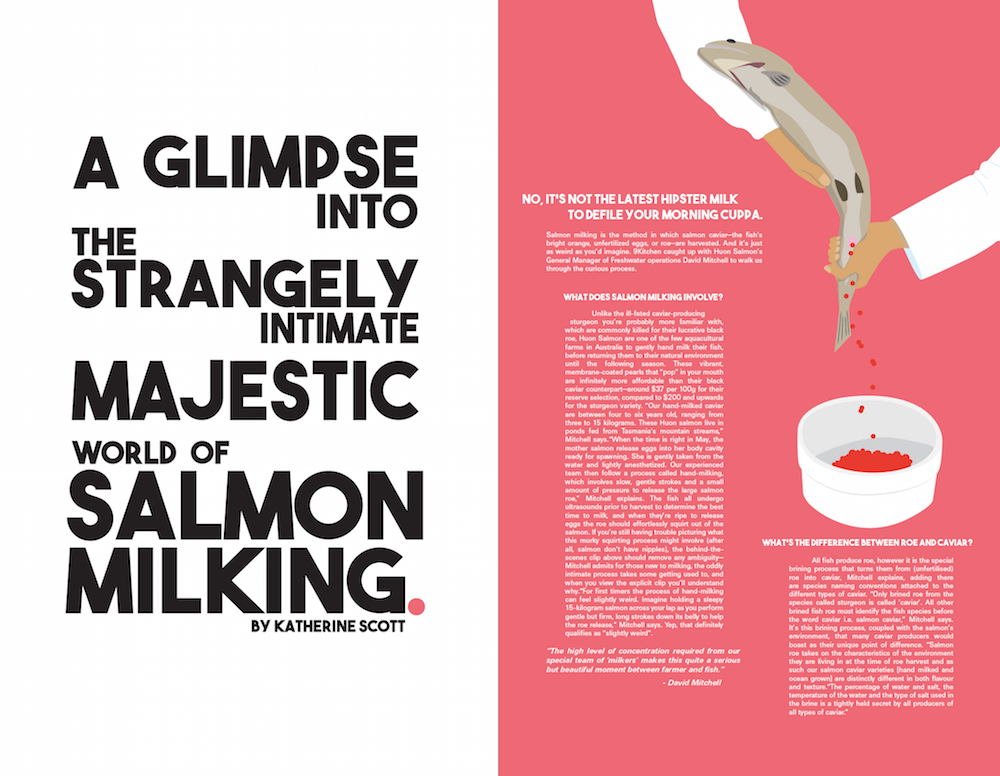 A GLIMPSE
INTO
THE
STRANGELY
INTIMATE
MAJESTIC
WORLD OF
SALMON
MILKING.
BY KATHERINE SCOTT
NO, IT'S NOT THE LATEST HIPSTER MILK
TO DEFILE YOUR MORNING CUPPA.
Salmon milking is the method in which salmon caviar—the fish's
bright orange, unfertilized eggs, or roe—are harvested. And it's just
as weird as you'd imagine. 9Kitchen caught up with Huon Salmon's
General Manager of Freshwater operations David Mitchell to walk us
through the curious process.
WHAT DOES SALMON MILKING INVOLVE?
Unlike the ill-fated caviar-producing
sturgeon you're probably more familiar with,
which are commonly killed for their lucrative black
roe, Huon Salmon are one of the few aquacultural
farms in Australia to gently hand milk their fish,
before returning them to their natural environment
until the following season. These vibrant,
membrane-coated pearls that "pop" in your mouth
are infinitely more affordable than their black
caviar counterpart—around $37 per 100g for their
reserve selection, compared to $200 and upwards
for the sturgeon variety. "Our hand-milked caviar
are between four to six years old, ranging from
three to 15 kilograms. These Huon salmon live in
ponds fed from Tasmania's mountain streams,"
Mitchell says."When the time is right in May, the
mother salmon release eggs into her body cavity
ready for spawning. She is gently taken from the
water and lightly anesthetized. Our experienced
team then follow a process called hand-milking,
which involves slow, gentle strokes and a small
amount of pressure to release the large salmon
roe," Mitchell explains. The fish all undergo
ultrasounds prior to harvest to determine the best
time to milk, and when they're ripe to release
eggs the roe should effortlessly squirt out of the
salmon. If you're still having trouble picturing what
this murky squirting process might involve (after
all, salmon don't have nipples), the behind-the-
scenes clip above should remove any ambiguity—
Mitchell admits for those new to milking, the oddly
intimate process takes some getting used to, and
when you view the explicit clip you'll understand
why."For first timers the process of hand-milking
can feel slightly weird. Imagine holding a sleepy
15-kilogram salmon across your lap as you perform
gentle but firm, long strokes down its belly to help
the roe release," Mitchell says. Yep, that definitely
qualifies as "slightly weird".
"The high level of concentration required from our
special team of 'milkers' makes this quite a serious
but beautiful moment between farmer and fish."
- David Mitchell
WHAT'S THE DIFFERENCE BETWEEN ROE AND CAVIAR?
All fish produce roe, however it is the special
brining process that turns them from (unfertilised)
roe into caviar, Mitchell explains, adding there
are species naming conventions attached to the
different types of caviar. "Only brined roe from the
species called sturgeon is called 'caviar'. All other
brined fish roe must identify the fish species before
the word caviar i.e. salmon caviar," Mitchell says.
It's this brining process, coupled with the salmon's
environment, that many caviar producers would
boast as their unique point of difference. "Salmon
roe takes on the characteristics of the environment
they are living in at the time of roe harvest and as
such our salmon caviar varieties [hand milked and
ocean grown] are distinctly different in both flavour
and texture."The percentage of water and salt, the
temperature of the water and the type of salt used in
the brine is a tightly held secret by all producers of
all types of caviar."